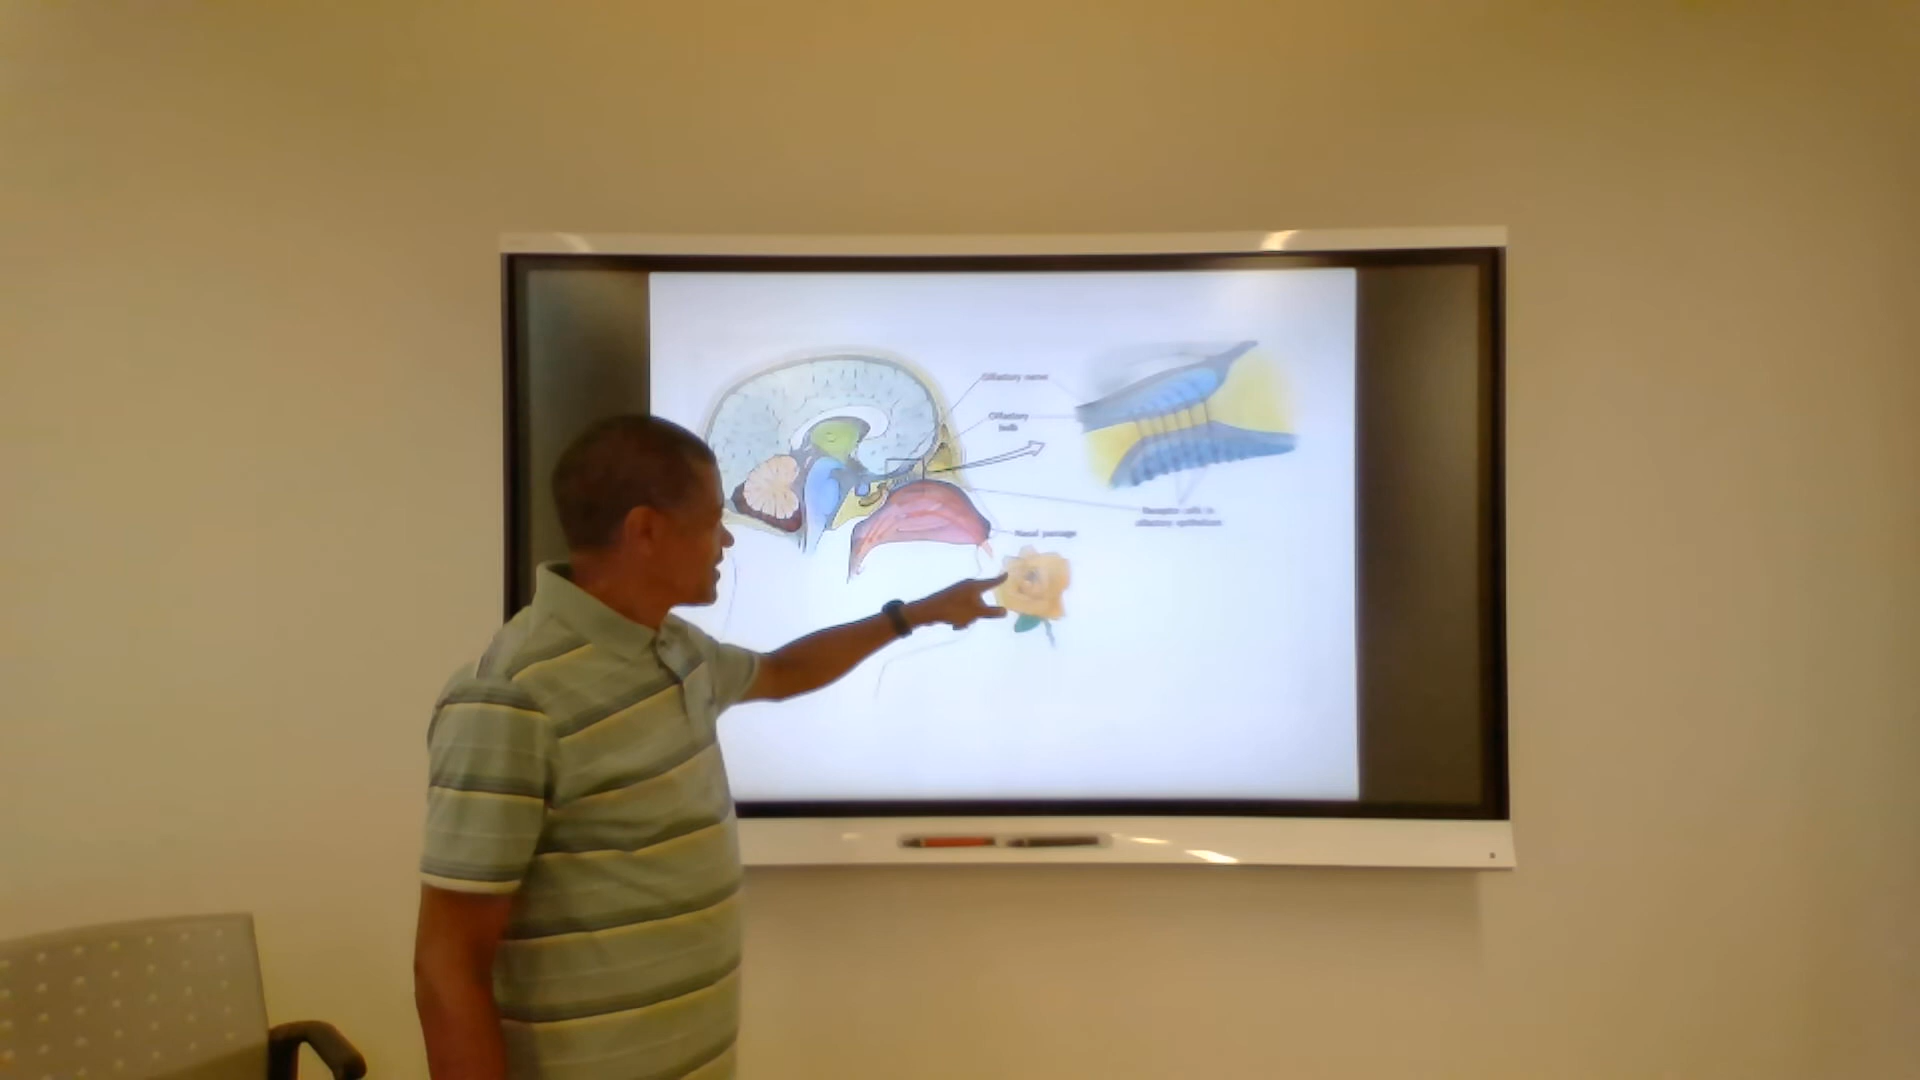 Olfactory nerve
Olfactory
bulb
Receptor cells in
olfactory epithelium
Nasal passage